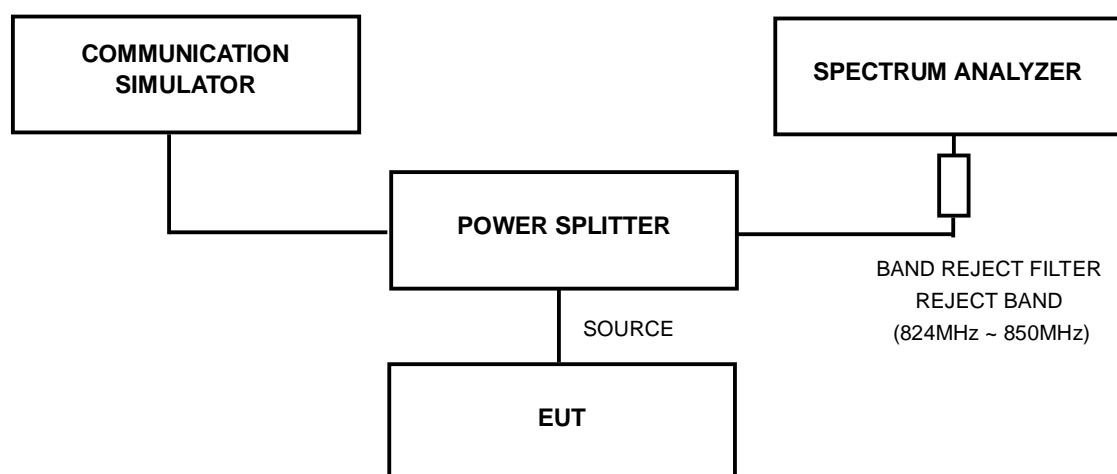 COMMUNICATION
SIMULATOR
SPECTRUM ANALYZER
POWER SPLITTER
BAND REJECT FILTER
REJECT BAND
(824MHz ~ 850MHz)
SOURCE
EUT